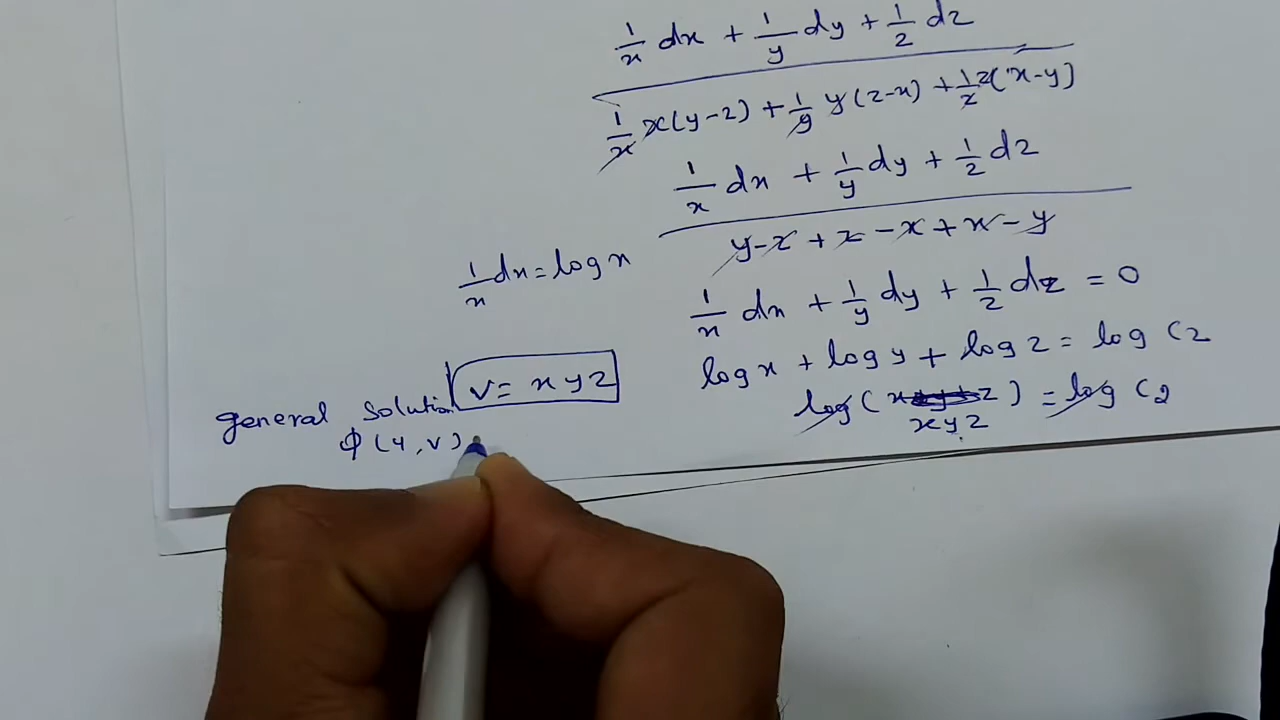 1/x dx + 1/y dy + 1/z dz
1/x x(y-z) + 1/y y(z-x) + 1/z z(x-y)
1/x dx + 1/y dy + 1/z dz
y-z+z-x+x-y
1/x dx = log x
1/x dx + 1/y dy + 1/z dz = 0
log x + log y + log z = log C2
V = xyz
log( ) = log C2
xyz
general solution
φ(u,v)